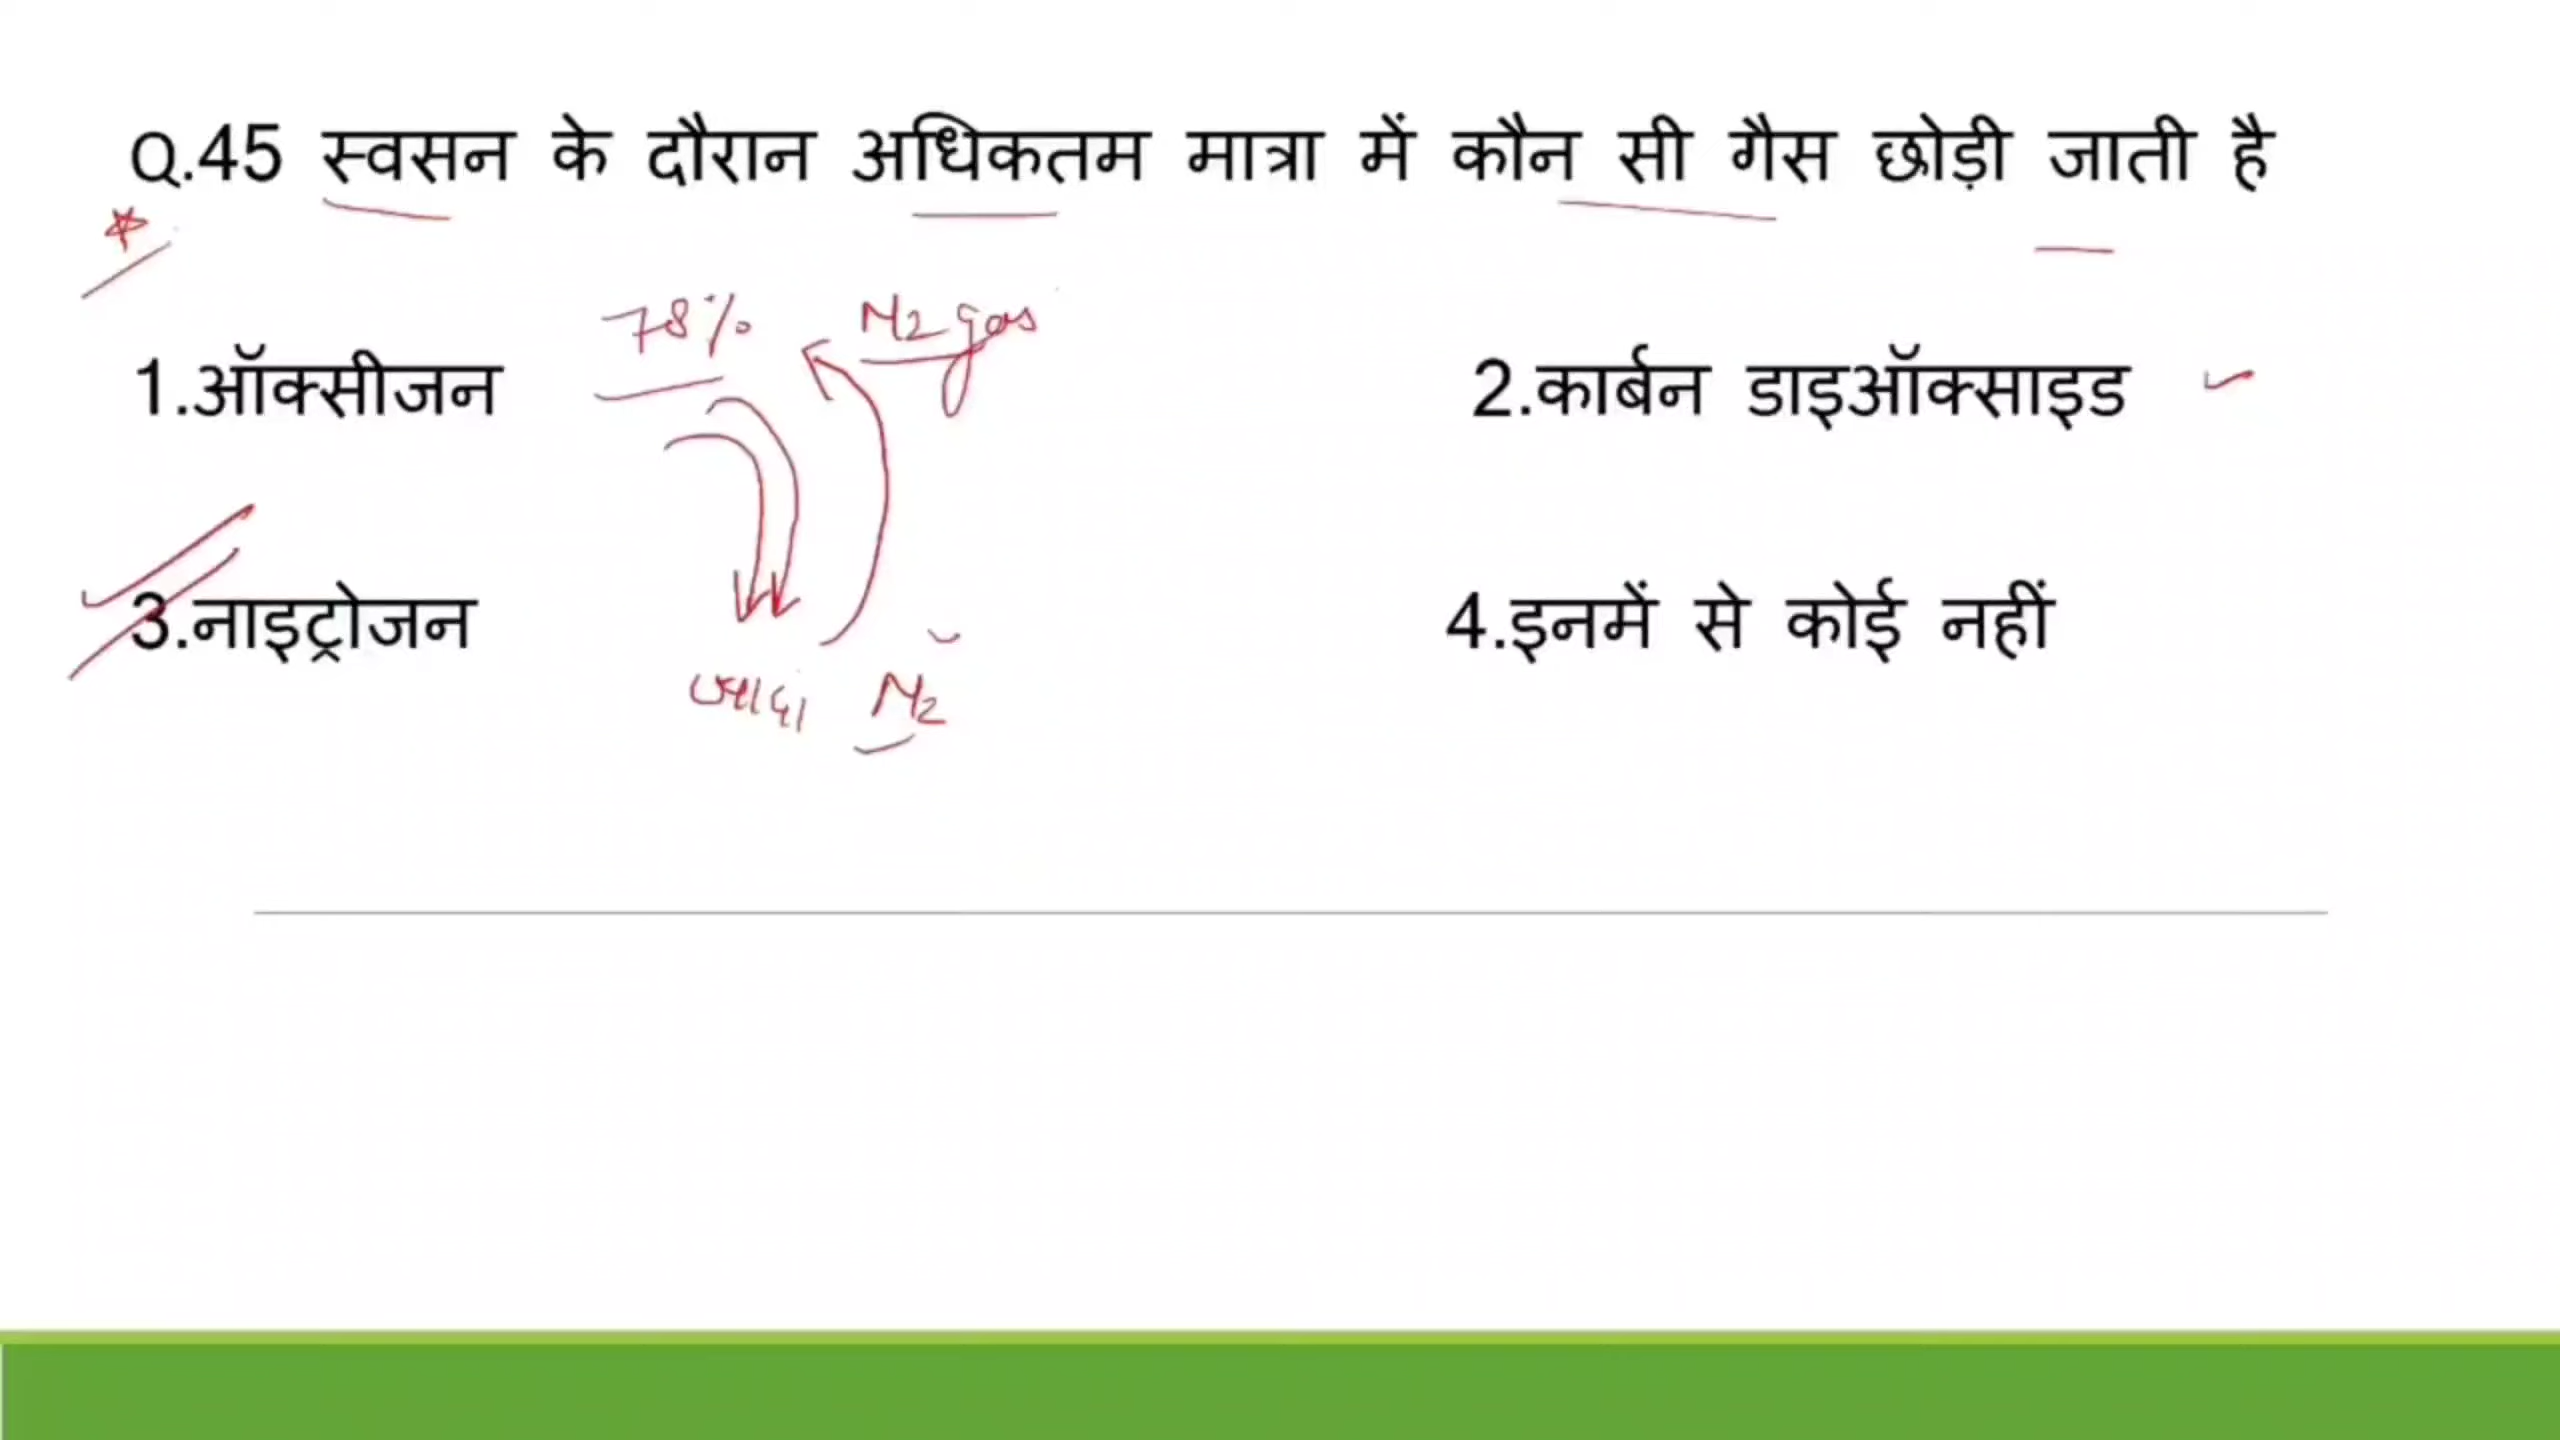 Q.45 स्वसन के दौरान अधिकतम मात्रा में कौन सी गैस छोड़ी जाती है
78% N2 gas
1.ऑक्सीजन 2.कार्बन डाइऑक्साइड
3.नाइट्रोजन 4.इनमें से कोई नहीं
ज्यादा N2